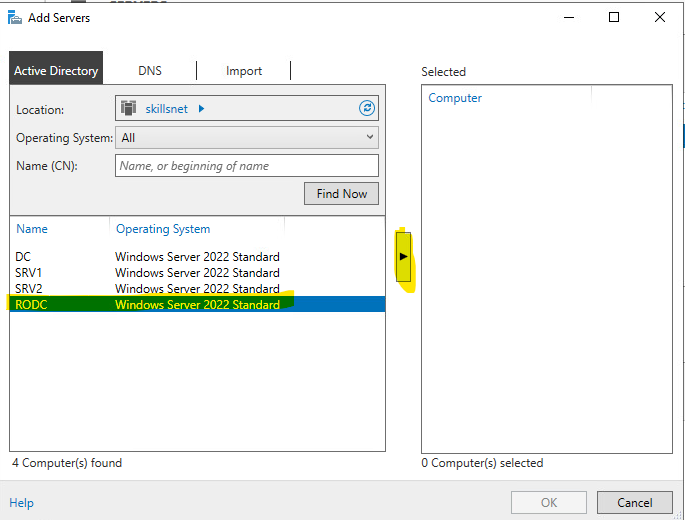 Add Servers
Active Directory DNS Import
Selected
Location: skillsnet
Operating System: All
Name (CN): Name, or beginning of name
Find Now
Computer
Name Operating System
DC Windows Server 2022 Standard
SRV1 Windows Server 2022 Standard
SRV2 Windows Server 2022 Standard
RODC Windows Server 2022 Standard
4 Computer(s) found
0 Computer(s) selected
Help
OK Cancel